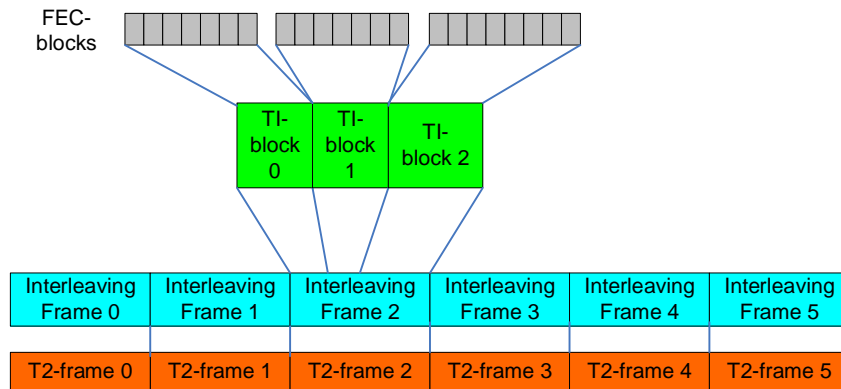 FEC-
blocks
TI-
block
0
TI-
block
1
TI-
block 2
Interleaving
Frame 0
Interleaving
Frame 1
Interleaving
Frame 2
Interleaving
Frame 3
Interleaving
Frame 4
Interleaving
Frame 5
T2-frame 0
T2-frame 1
T2-frame 2
T2-frame 3
T2-frame 4
T2-frame 5